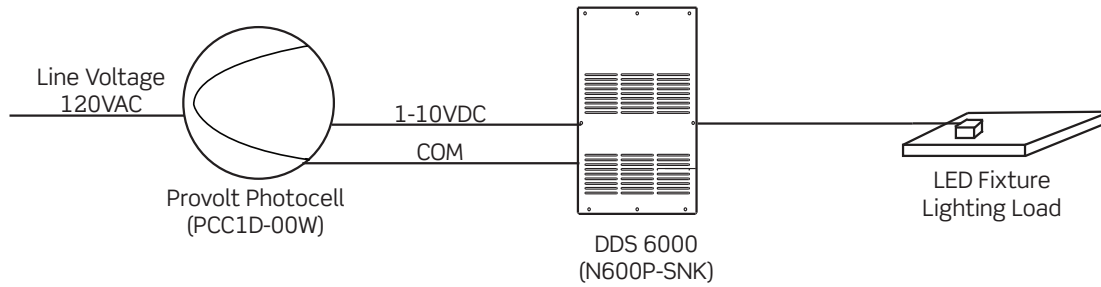 Line Voltage
120VAC
1-10VDC
COM
Provolt Photocell
(PCC1D-00W)
DDS 6000
(N600P-SNK)
LED Fixture
Lighting Load